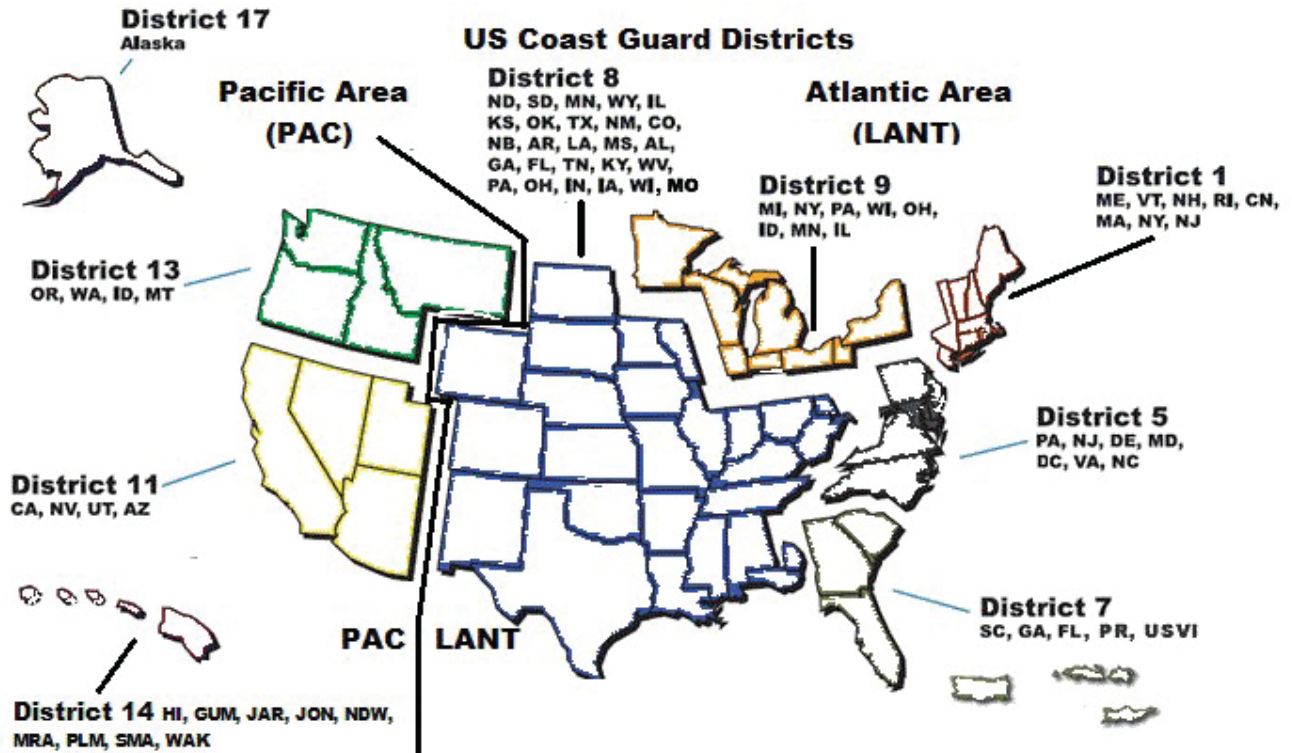 District 17
Alaska
US Coast Guard Districts
Pacific Area
(PAC)
District 8
ND, SD, MN, WY, IL
KS, OK, TX, NM, CO,
NB, AR, LA, MS, AL,
GA, FL, TN, KY, WV,
PA, OH, IN, IA, WI, MO
Atlantic Area
(LANT)
District 9
MI, NY, PA, WI, OH,
ID, MN, IL
District 1
ME, VT, NH, RI, CN,
MA, NY, NJ
District 13
OR, WA, ID, MT
District 5
PA, NJ, DE, MD,
DC, VA, NC
District 11
CA, NV, UT, AZ
District 7
SC, GA, FL, PR, USVI
PAC LANT
District 14 HI, GUM, JAR, JON, NDW,
MRA, PLM, SMA, WAK